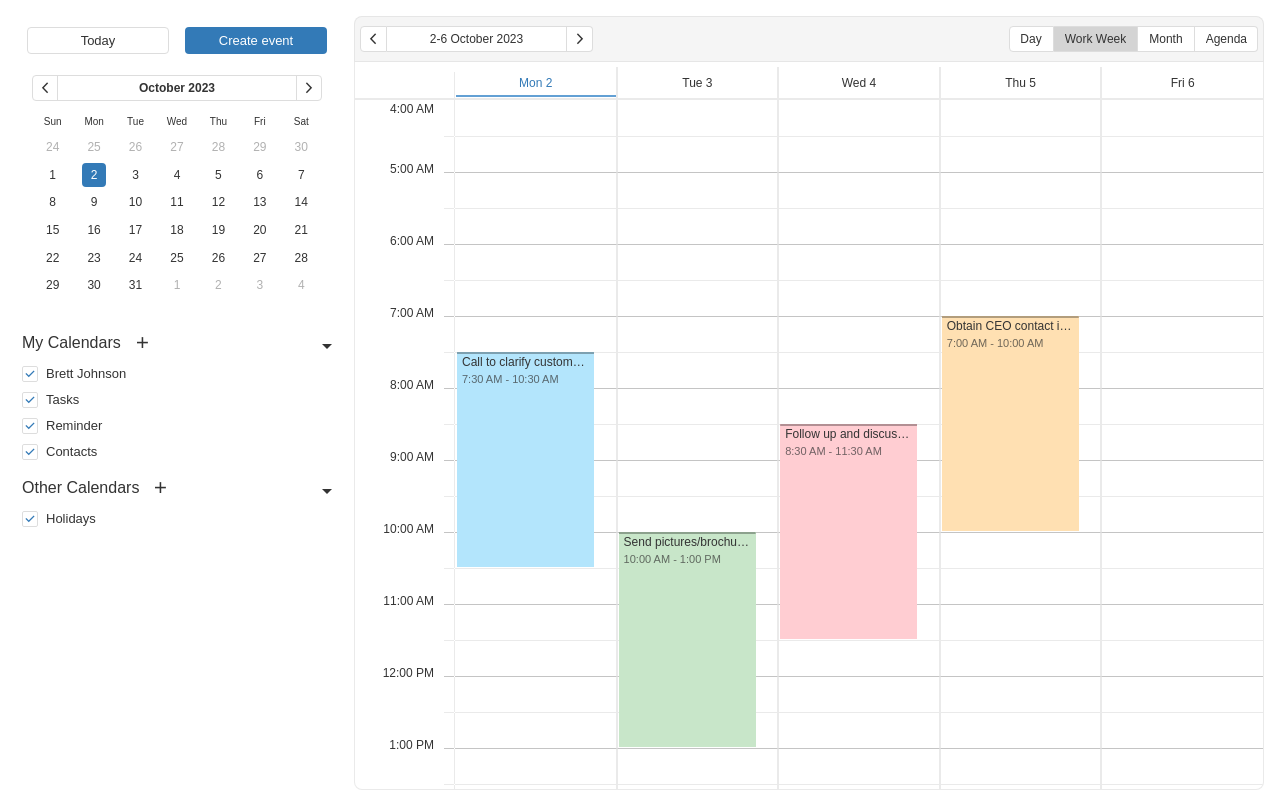 Today
Create event
October 2023
Sun Mon Tue Wed Thu Fri Sat
24 25 26 27 28 29 30
1 2 3 4 5 6 7
8 9 10 11 12 13 14
15 16 17 18 19 20 21
22 23 24 25 26 27 28
29 30 31 1 2 3 4
My Calendars
Brett Johnson
Tasks
Reminder
Contacts
Other Calendars
Holidays
2-6 October 2023
Day Work Week Month Agenda
Mon 2 Tue 3 Wed 4 Thu 5 Fri 6
4:00 AM
5:00 AM
6:00 AM
7:00 AM
8:00 AM
9:00 AM
10:00 AM
11:00 AM
12:00 PM
1:00 PM
Call to clarify custom…
7:30 AM - 10:30 AM
Send pictures/brochu…
10:00 AM - 1:00 PM
Follow up and discus…
8:30 AM - 11:30 AM
Obtain CEO contact i…
7:00 AM - 10:00 AM